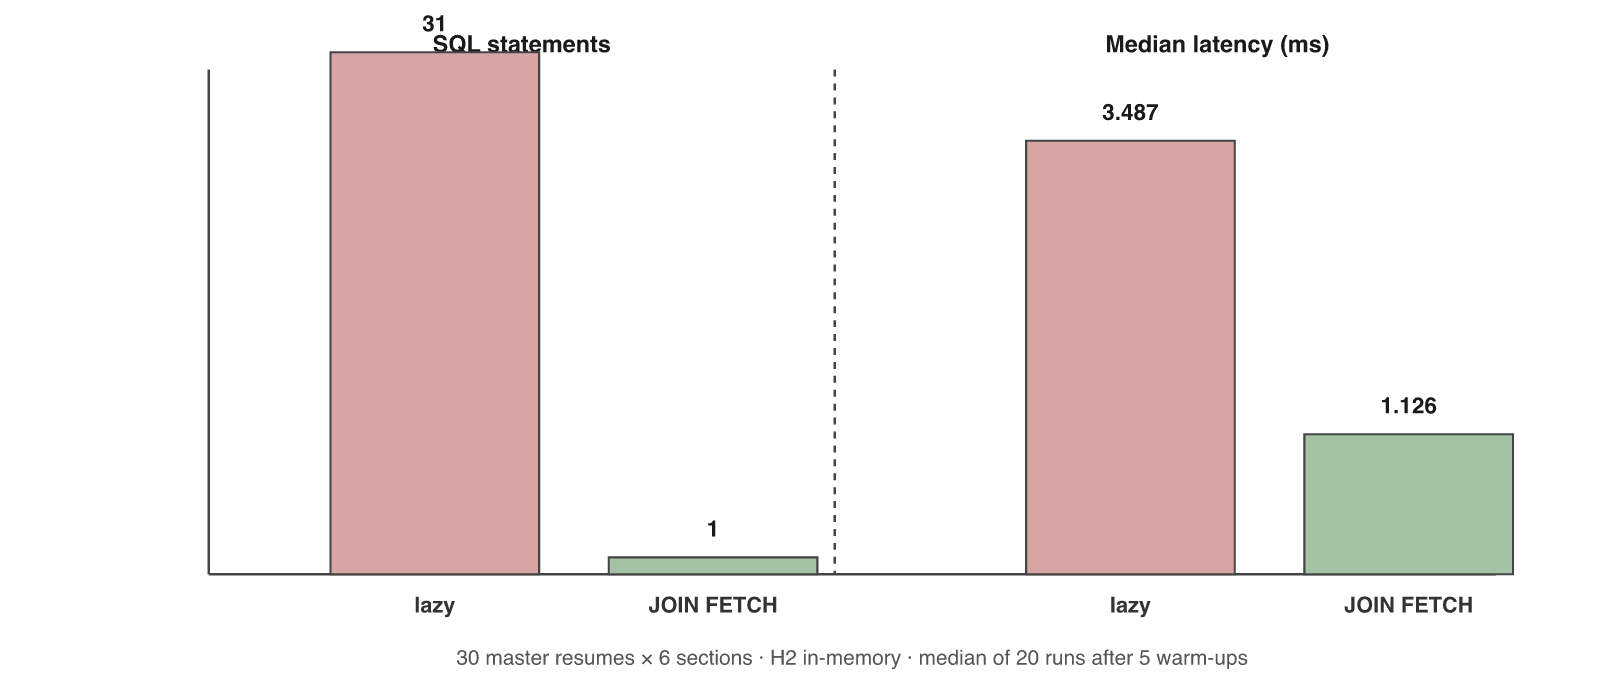 31
SQL statements
Median latency (ms)
3.487
1.126
1
lazy
JOIN FETCH
lazy
JOIN FETCH
30 master resumes × 6 sections · H2 in-memory · median of 20 runs after 5 warm-ups